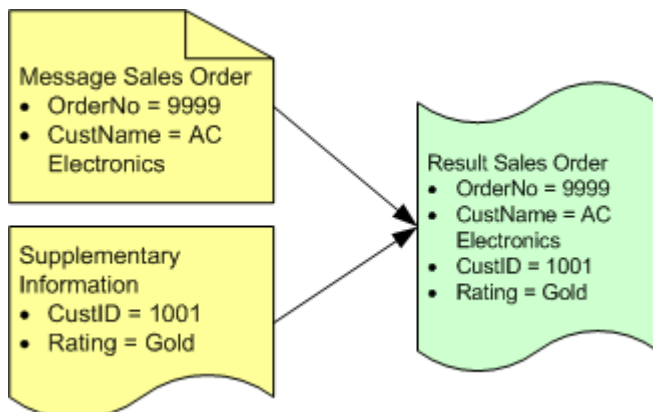 Message Sales Order
• OrderNo = 9999
• CustName = AC
Electronics
Supplementary
Information
• CustID = 1001
• Rating = Gold
Result Sales Order
• OrderNo = 9999
• CustName = AC
Electronics
• CustID = 1001
• Rating = Gold